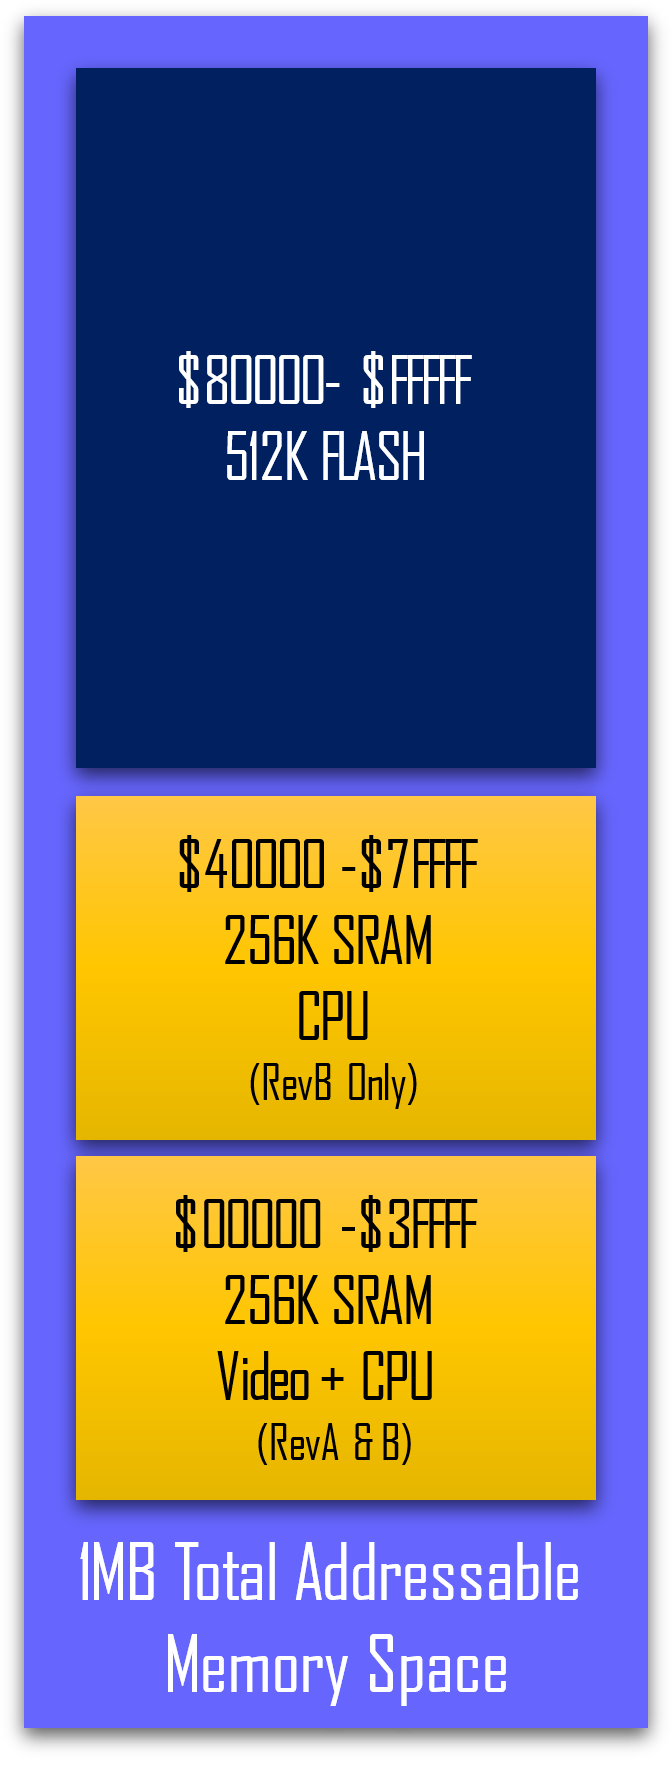 $80000- $FFFFF
512K FLASH
$40000 -$7FFFF
256K SRAM
CPU
(RevB Only)
$00000 -$3FFFF
256K SRAM
Video + CPU
(RevA & B)
1MB Total Addressable
Memory Space